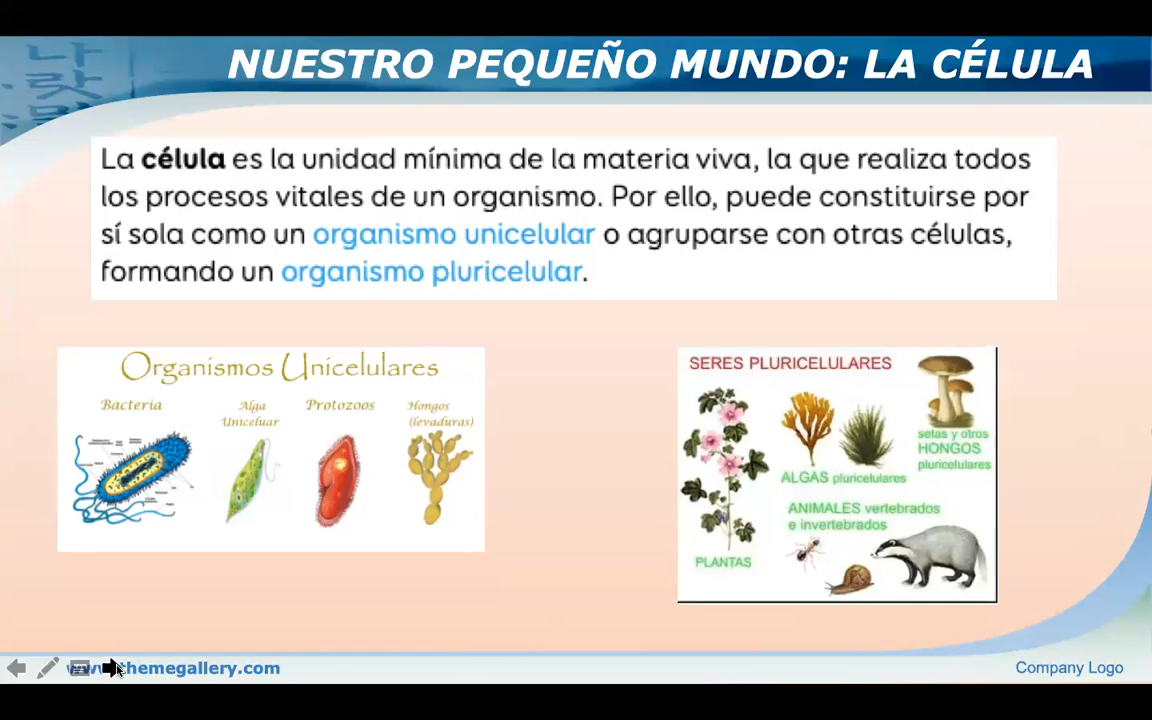 NUESTRO PEQUEÑO MUNDO: LA CÉLULA
La célula es la unidad mínima de la materia viva, la que realiza todos
los procesos vitales de un organismo. Por ello, puede constituirse por
sí sola como un organismo unicelular o agruparse con otras células,
formando un organismo pluricelular.
Organismos Unicelulares
Bacteria
Alga
Uniceluar
Protozoos
Hongos
(levaduras)
SERES PLURICELULARES
setas y otros
HONGOS
pluricelulares
ALGAS pluricelulares
ANIMALES vertebrados
e invertebrados
PLANTAS
themegallery.com
Company Logo